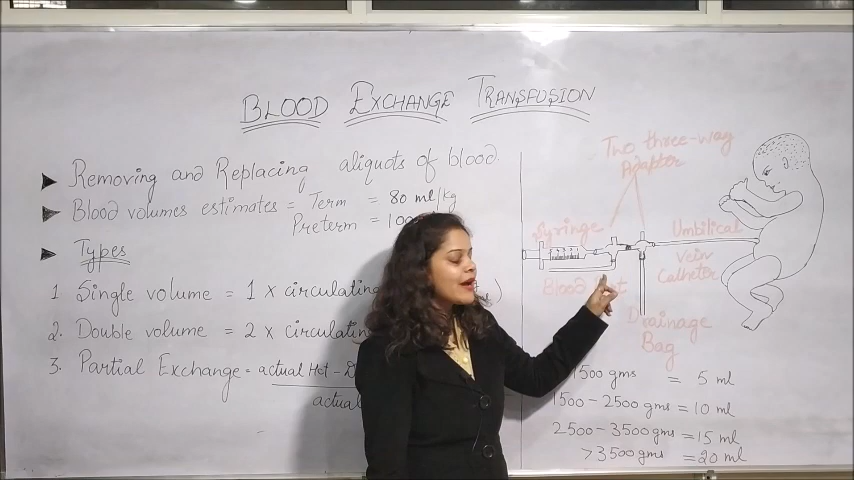 BLOOD EXCHANGE TRANSFUSION
Removing and Replacing aliquots of blood.
Blood volumes estimates = Term = 80 ml/kg
Preterm = 100
Types
1 Single volume = 1 x circulating
2. Double volume = 2 x circulating
3. Partial Exchange = actual Hct -
actual
Two three-way
Adapter
Syringe
Umbilical
vein
Catheter
Blood
Drainage
Bag
1500 gms = 5 ml
1500 - 2500 gms = 10 ml
2500 - 3500 gms = 15 ml
>3500 gms = 20 ml